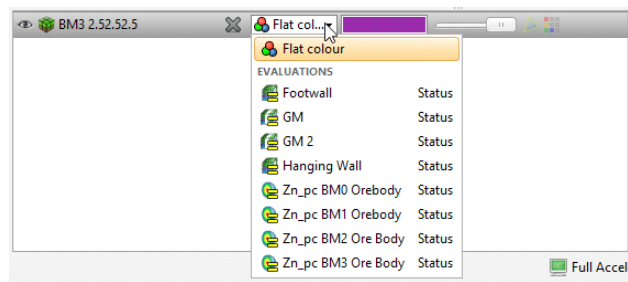 BM3 2.52.52.5 Flat col...
Flat colour
EVALUATIONS
Footwall Status
GM Status
GM 2 Status
Hanging Wall Status
Zn_pc BM0 Orebody Status
Zn_pc BM1 Orebody Status
Zn_pc BM2 Ore Body Status
Zn_pc BM3 Ore Body Status
Full Accel